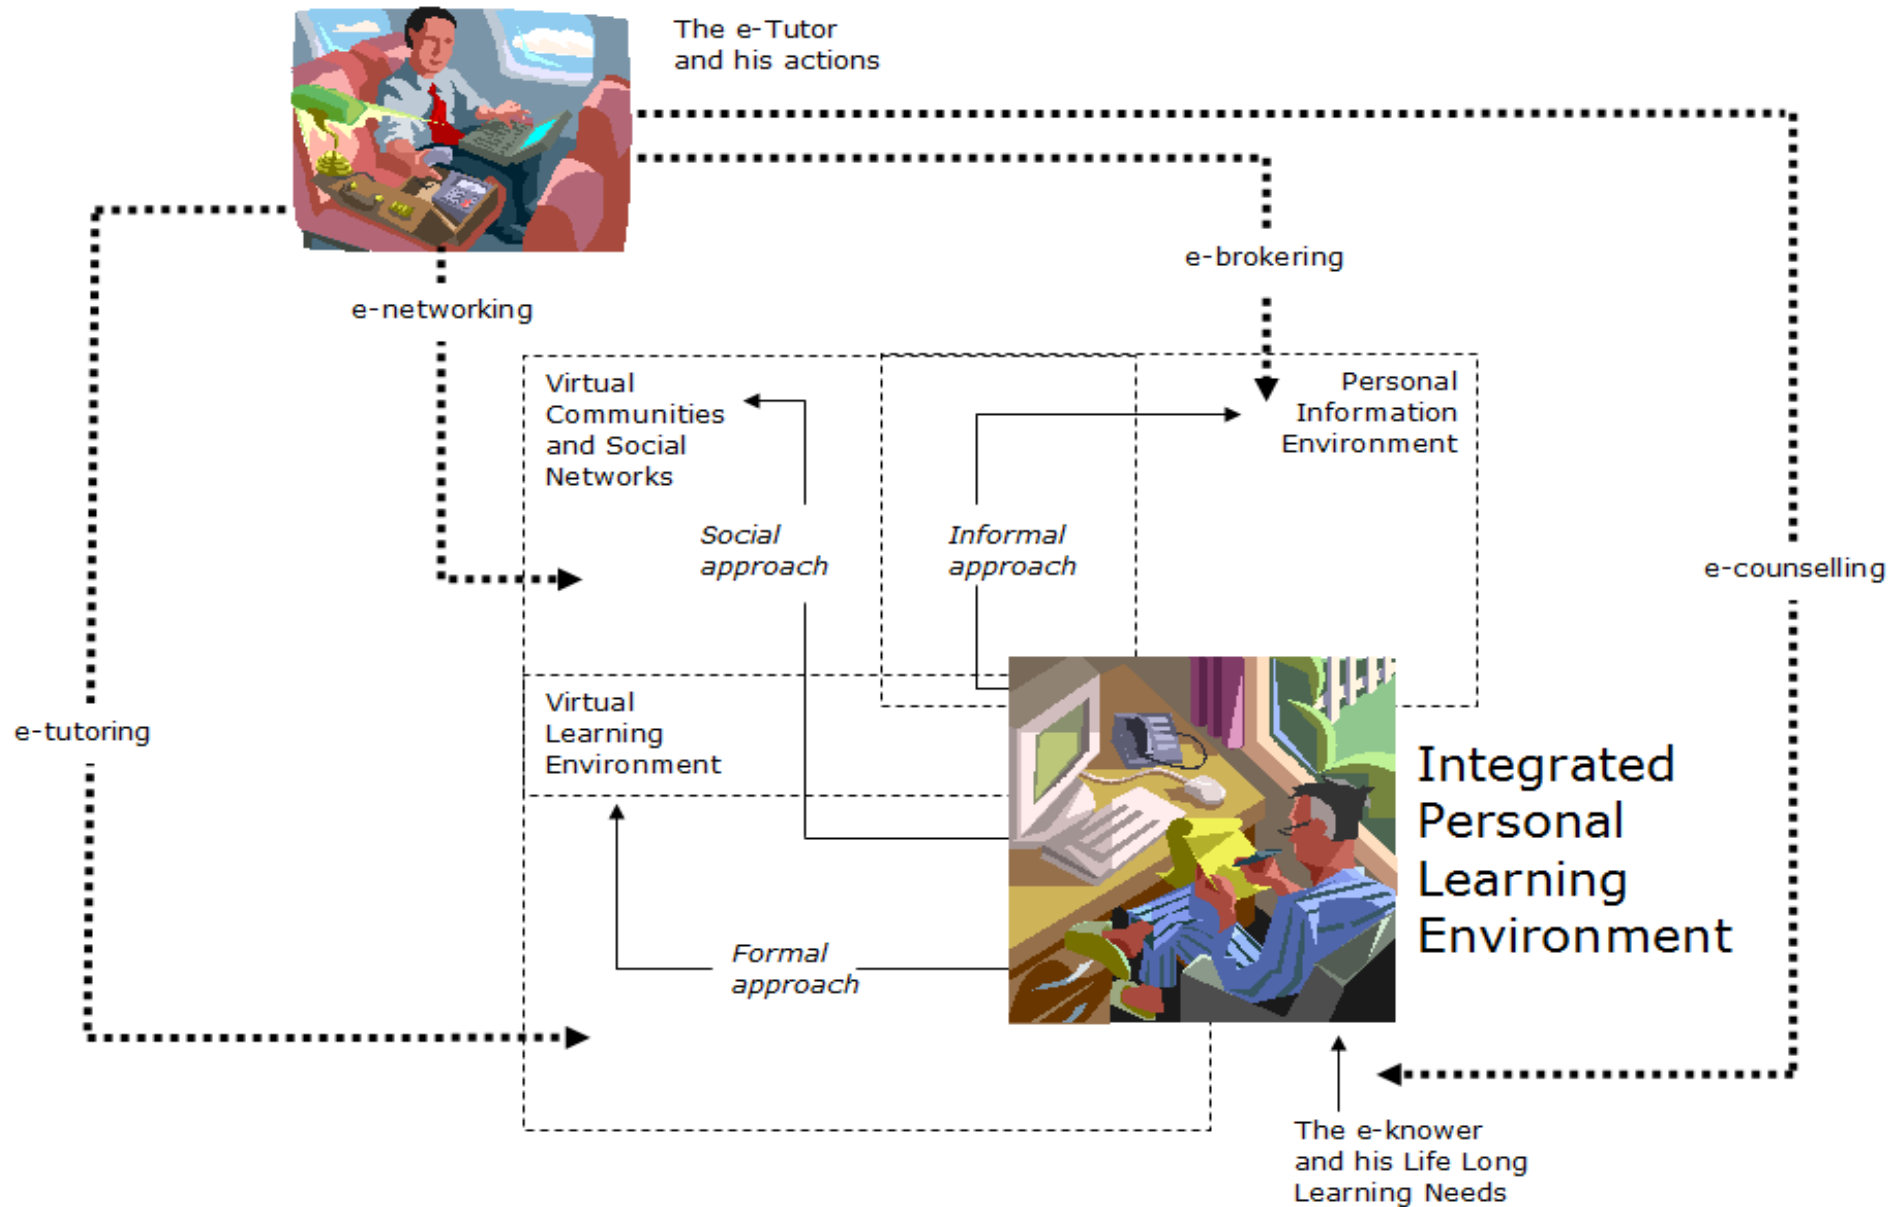 The e-Tutor
and his actions
e-brokering
e-networking
Virtual
Communities
and Social
Networks
Personal
Information
Environment
Social
approach
Informal
approach
e-counselling
Virtual
Learning
Environment
e-tutoring
Integrated
Personal
Learning
Environment
Formal
approach
The e-knower
and his Life Long
Learning Needs